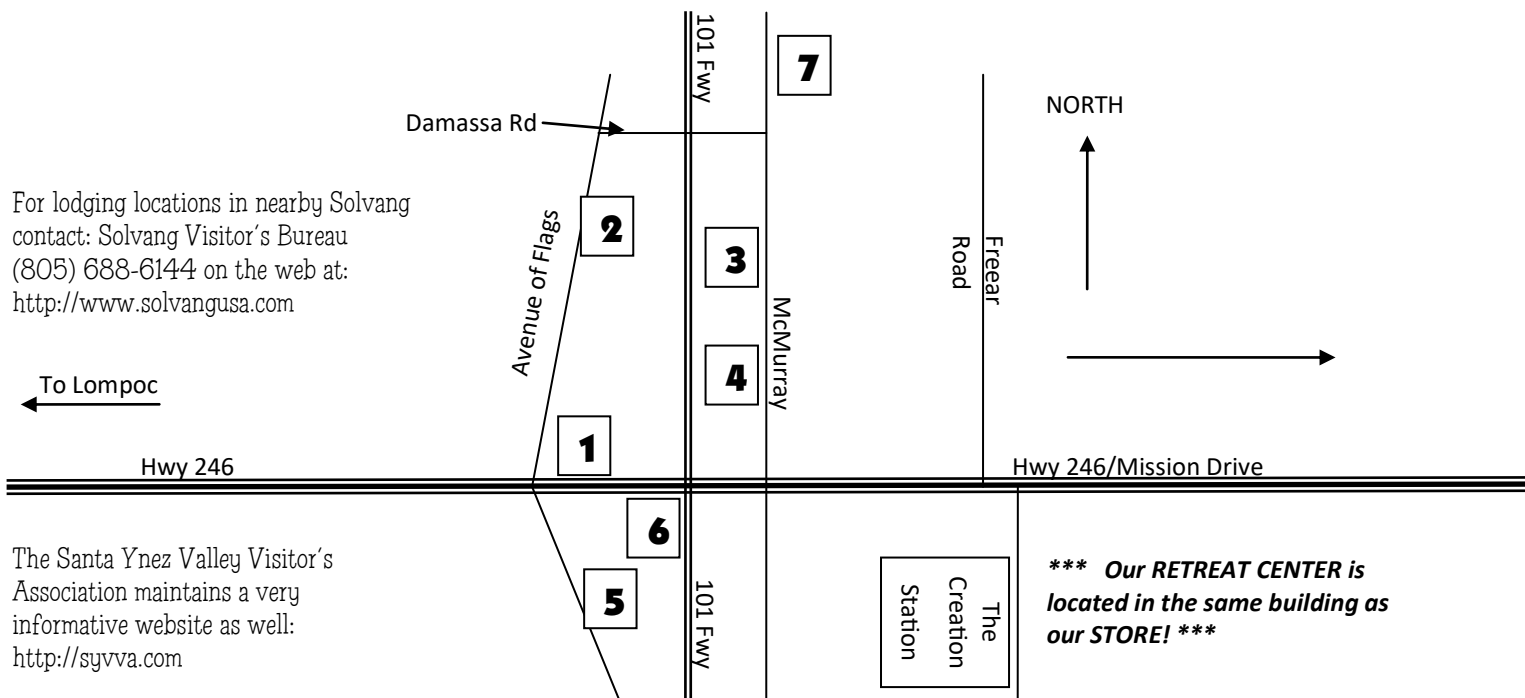 101 Fwy
7
NORTH
Damassa Rd
For lodging locations in nearby Solvang
contact: Solvang Visitor's Bureau
(805) 688-6144 on the web at:
http://www.solvangusa.com
Avenue of Flags
2
3
Freear
Road
McMurray
4
To Lompoc
1
Hwy 246
Hwy 246/Mission Drive
6
The Santa Ynez Valley Visitor's
Association maintains a very
informative website as well:
http://syvva.com
5
101 Fwy
The
Creation
Station
*** Our RETREAT CENTER is
located in the same building as
our STORE! ***